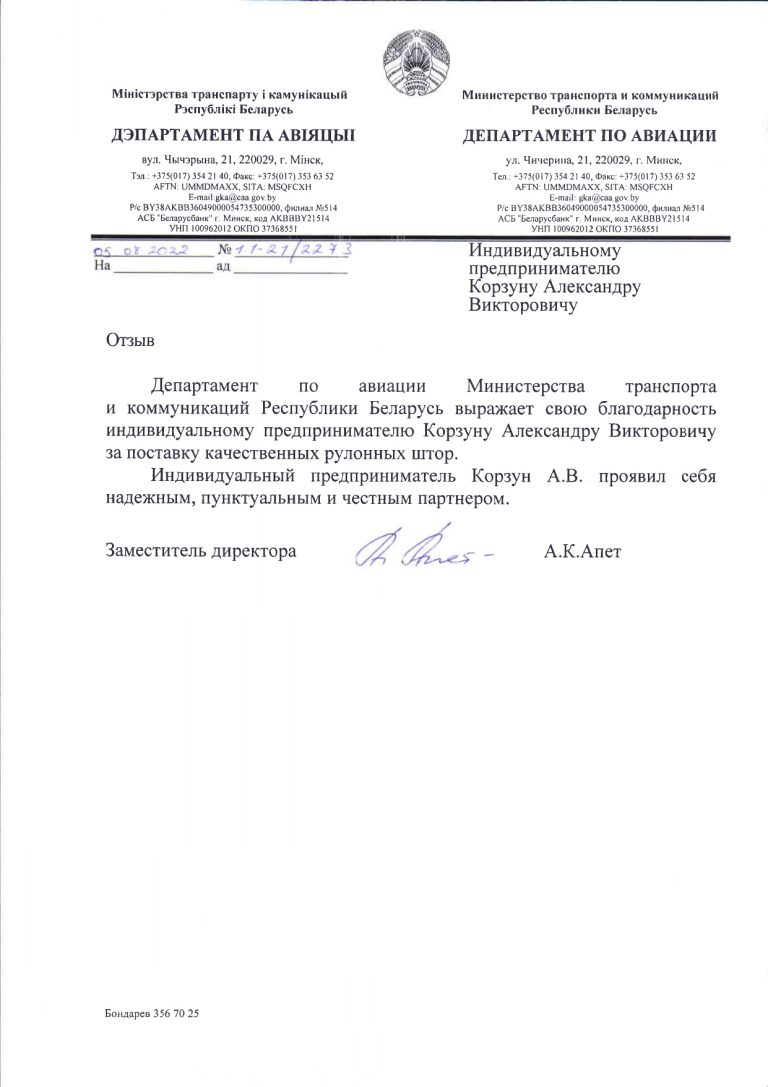 Міністэрства транспарту і камунікацый
Рэспублікі Беларусь
ДЭПАРТАМЕНТ ПА АВІЯЦЫІ
вул. Чычэрына, 21, 220029, г. Мінск,
Тэл.: +375(017) 354 21 40, Факс: +375(017) 353 63 52
AFTN: UMMDMAXX, SITA: MSQFCXH
E-mail:gka@caa.gov.by
Р/с BY38AKBB36049000054735300000, филиал №514
АСБ "Беларусбанк" г. Минск, код AKBBBY21514
УНП 100962012 ОКПО 37368551
Министерство транспорта и коммуникаций
Республики Беларусь
ДЕПАРТАМЕНТ ПО АВИАЦИИ
ул. Чичерина, 21, 220029, г. Минск,
Тел.: +375(017) 354 21 40, Факс: +375(017) 353 63 52
AFTN: UMMDMAXX, SITA: MSQFCXH
E-mail: gka@caa.gov.by
Р/с BY38AKBB36049000054735300000, филиал №514
АСБ "Беларусбанк" г. Минск, код AKBBBY21514
УНП 100962012 ОКПО 37368551
05 08 2022 № 11-21/2273
На ад
Индивидуальному
предпринимателю
Корзуну Александру
Викторовичу
Отзыв
Департамент по авиации Министерства транспорта
и коммуникаций Республики Беларусь выражает свою благодарность
индивидуальному предпринимателю Корзуну Александру Викторовичу
за поставку качественных рулонных штор.
Индивидуальный предприниматель Корзун А.В. проявил себя
надежным, пунктуальным и честным партнером.
Заместитель директора А.К.Апет
Бондарев 356 70 25